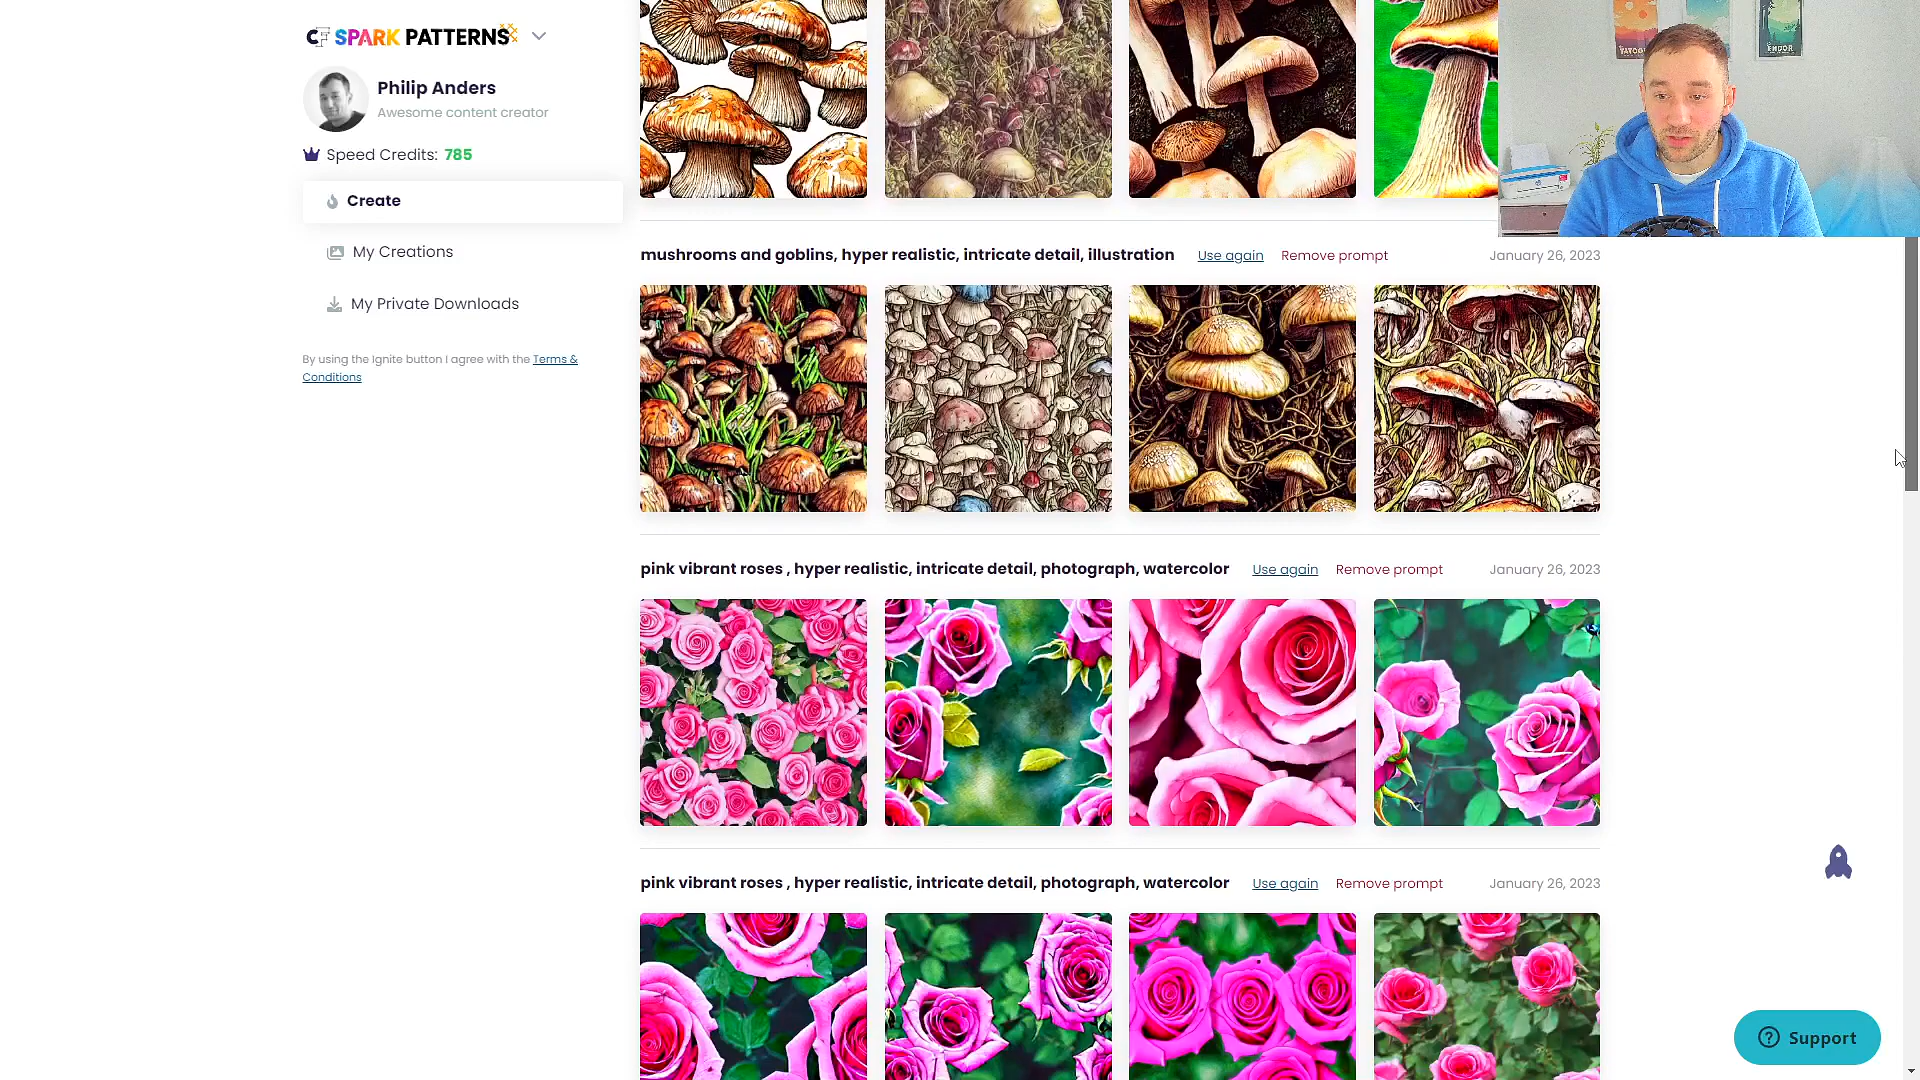 CF SPARK PATTERNS
Philip Anders
Awesome content creator
Speed Credits: 785
Create
My Creations
My Private Downloads
By using the Ignite button I agree with the Terms &
Conditions
mushrooms and goblins, hyper realistic, intricate detail, illustration Use again Remove prompt January 26, 2023
pink vibrant roses , hyper realistic, intricate detail, photograph, watercolor Use again Remove prompt January 26, 2023
pink vibrant roses , hyper realistic, intricate detail, photograph, watercolor Use again Remove prompt January 26, 2023
ENDOR
Support